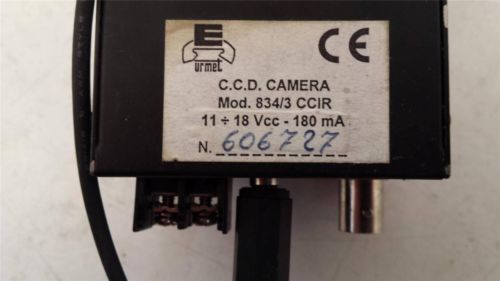 E
urmet
CE
C.C.D. CAMERA
Mod. 834/3 CCIR
11 ÷ 18 Vcc - 180 mA
N. 606727